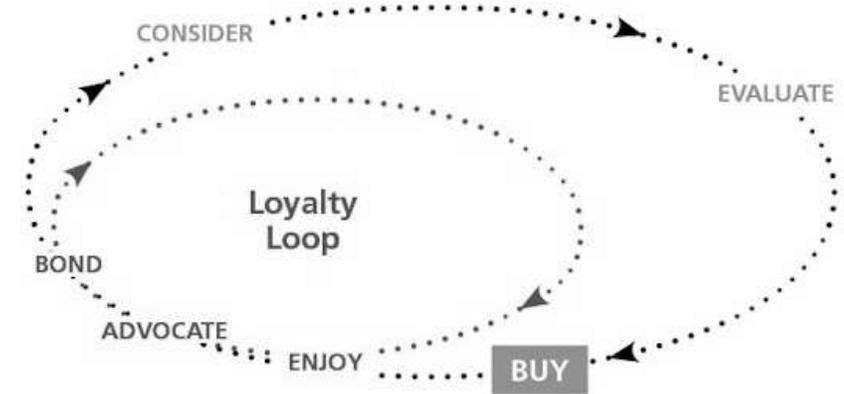 CONSIDER
EVALUATE
Loyalty
Loop
BOND
ADVOCATE
ENJOY
BUY